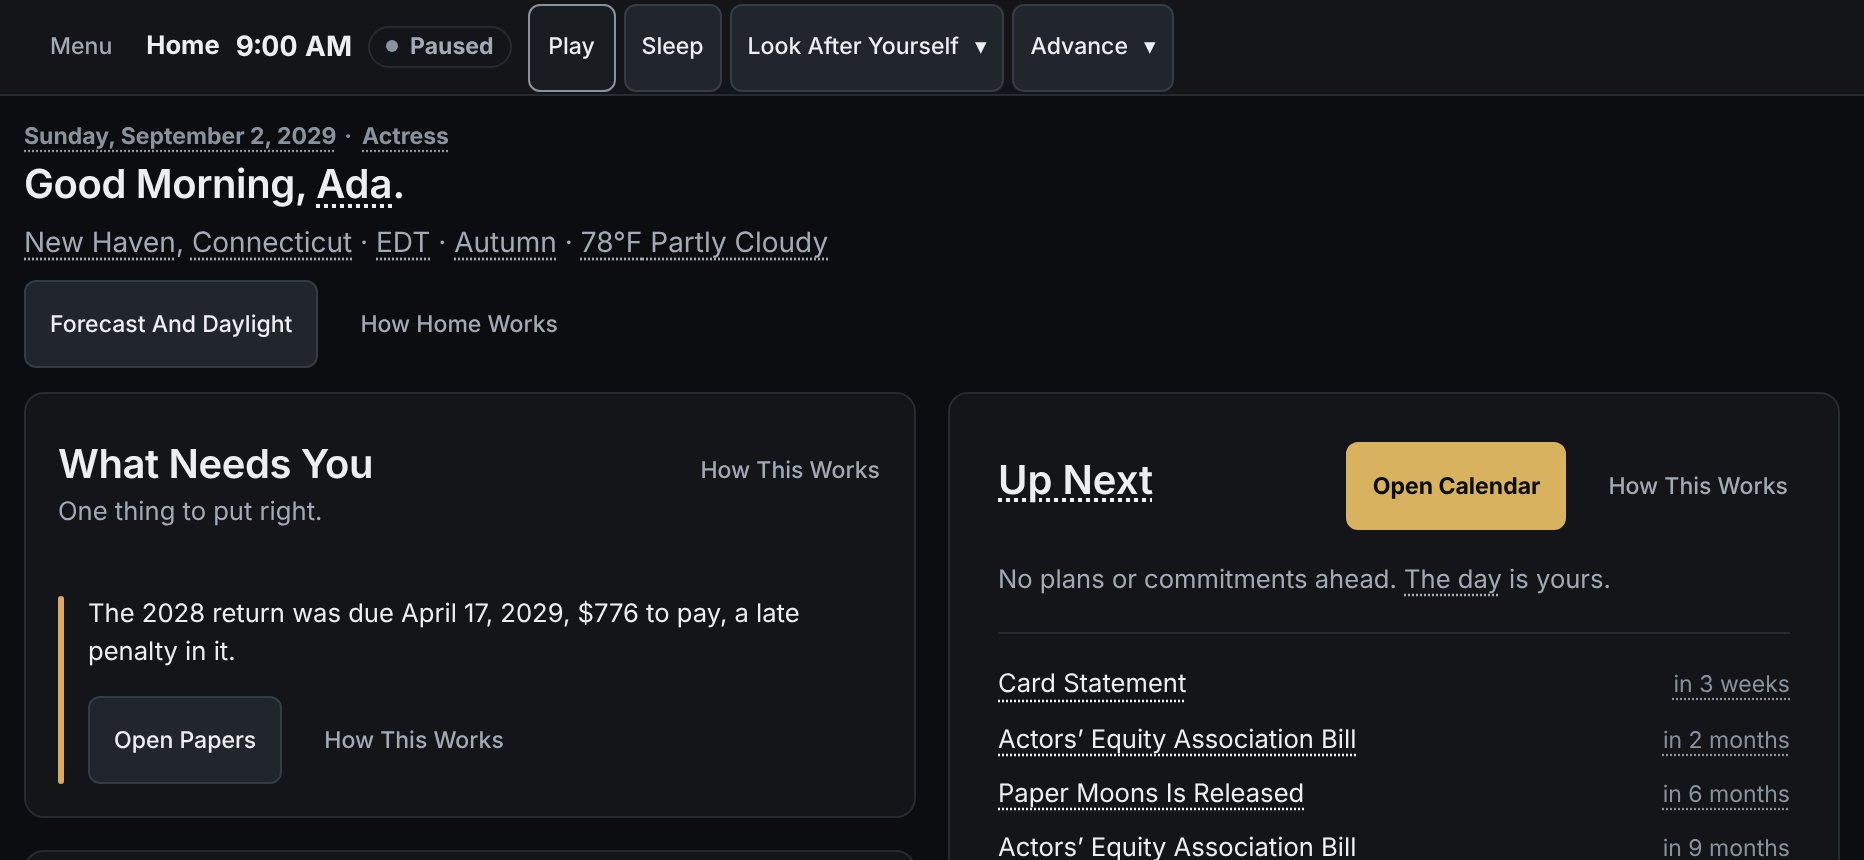 Menu Home 9:00 AM Paused Play Sleep Look After Yourself ▼ Advance ▼
Sunday, September 2, 2029 · Actress
Good Morning, Ada.
New Haven, Connecticut · EDT · Autumn · 78°F Partly Cloudy
Forecast And Daylight How Home Works
What Needs You How This Works
One thing to put right.
The 2028 return was due April 17, 2029, $776 to pay, a late
penalty in it.
Open Papers How This Works
Up Next Open Calendar How This Works
No plans or commitments ahead. The day is yours.
Card Statement in 3 weeks
Actors’ Equity Association Bill in 2 months
Paper Moons Is Released in 6 months
Actors’ Equity Association Bill in 9 months